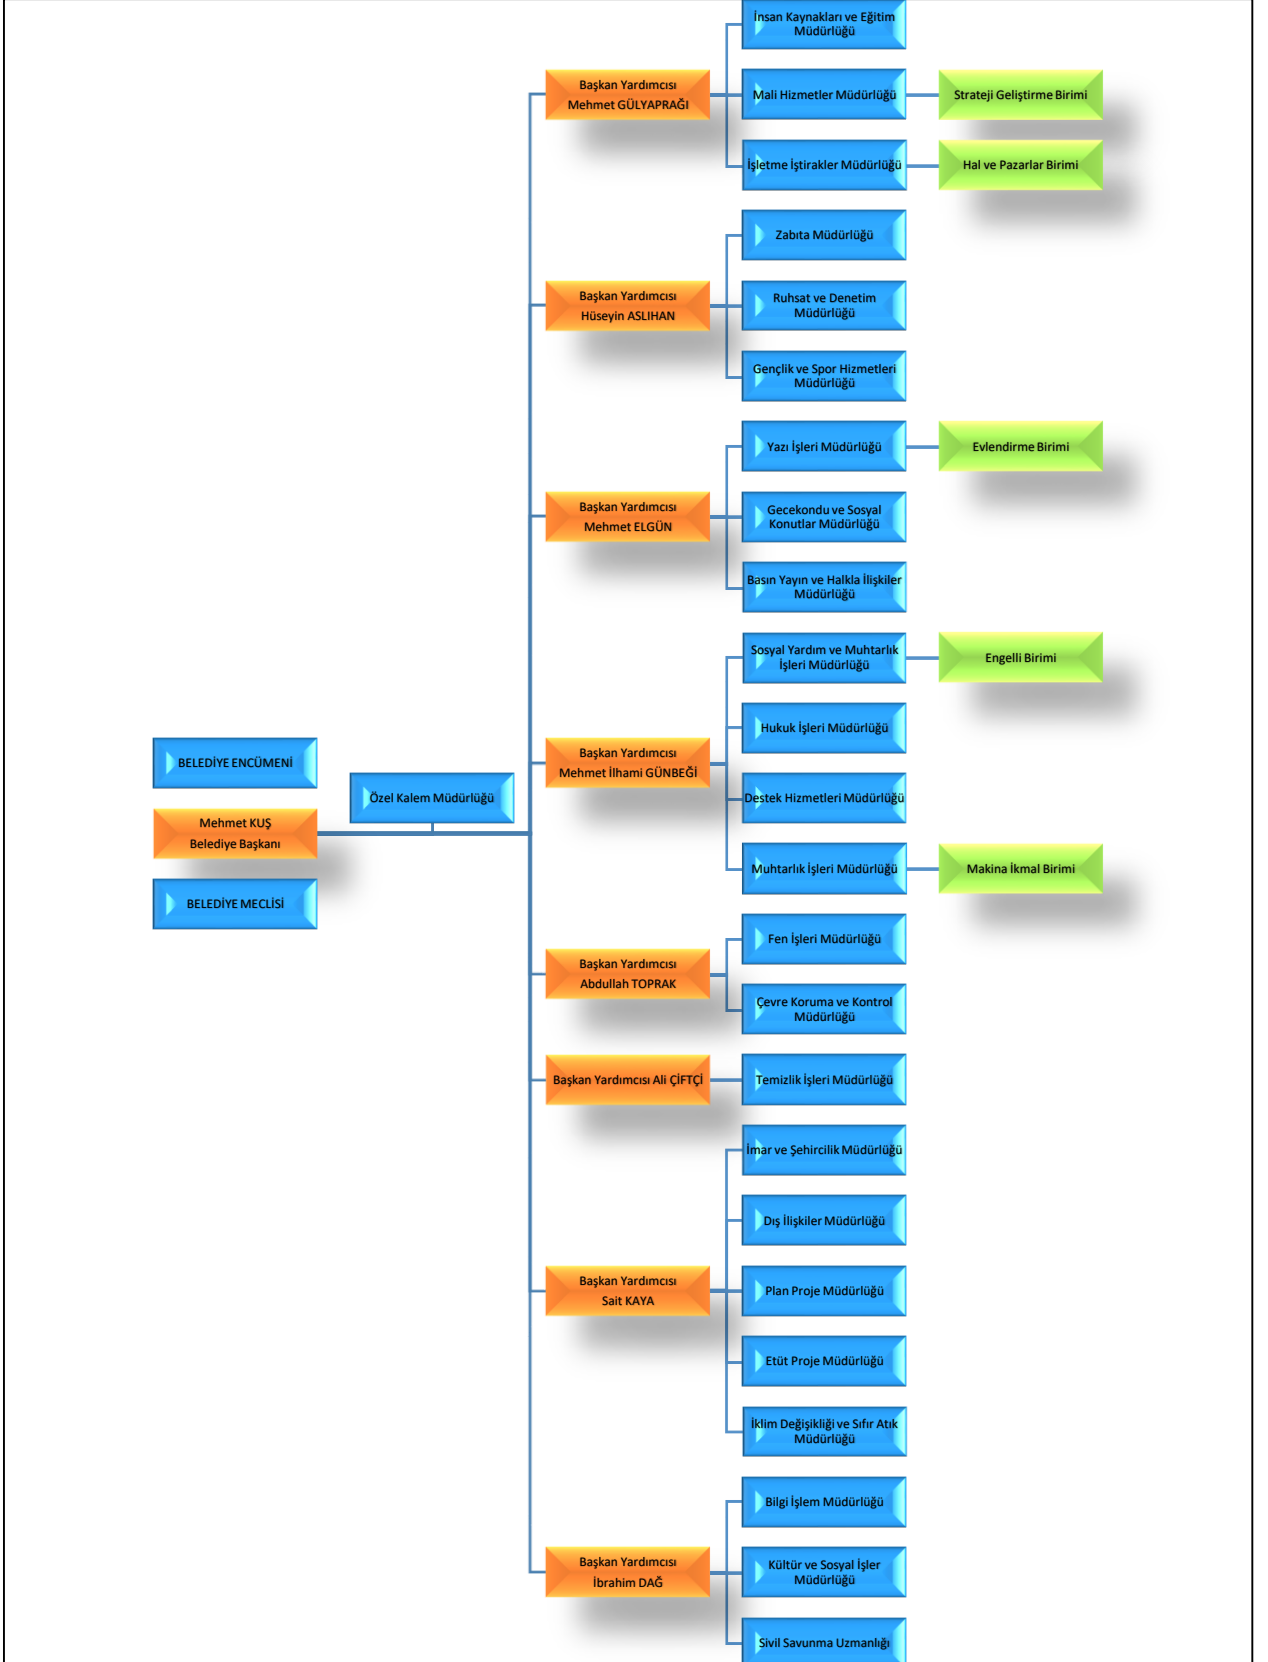 İnsan Kaynakları ve Eğitim
Müdürlüğü
Başkan Yardımcısı
Mehmet GÜLYAPRAĞI
Mali Hizmetler Müdürlüğü
Strateji Geliştirme Birimi
İşletme İştirakler Müdürlüğü
Hal ve Pazarlar Birimi
Zabıta Müdürlüğü
Başkan Yardımcısı
Hüseyin ASLIHAN
Ruhsat ve Denetim
Müdürlüğü
Gençlik ve Spor Hizmetleri
Müdürlüğü
Yazı İşleri Müdürlüğü
Evlendirme Birimi
Başkan Yardımcısı
Mehmet ELGÜN
Gecekondu ve Sosyal
Konutlar Müdürlüğü
Basın Yayın ve Halkla İlişkiler
Müdürlüğü
Sosyal Yardım ve Muhtarlık
İşleri Müdürlüğü
Engelli Birimi
Hukuk İşleri Müdürlüğü
Başkan Yardımcısı
Mehmet İlhami GÜNBEĞİ
Destek Hizmetleri Müdürlüğü
Muhtarlık İşleri Müdürlüğü
Makina İkmal Birimi
BELEDİYE ENCÜMENİ
Özel Kalem Müdürlüğü
Mehmet KUŞ
Belediye Başkanı
BELEDİYE MECLİSİ
Fen İşleri Müdürlüğü
Başkan Yardımcısı
Abdullah TOPRAK
Çevre Koruma ve Kontrol
Müdürlüğü
Başkan Yardımcısı Ali ÇİFTÇİ
Temizlik İşleri Müdürlüğü
İmar ve Şehircilik Müdürlüğü
Dış İlişkiler Müdürlüğü
Başkan Yardımcısı
Sait KAYA
Plan Proje Müdürlüğü
Etüt Proje Müdürlüğü
İklim Değişikliği ve Sıfır Atık
Müdürlüğü
Bilgi İşlem Müdürlüğü
Başkan Yardımcısı
İbrahim DAĞ
Kültür ve Sosyal İşler
Müdürlüğü
Sivil Savunma Uzmanlığı